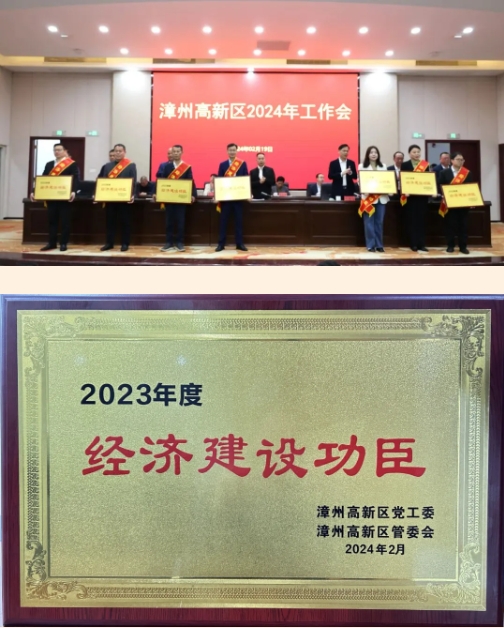 漳州高新区2024年工作会
2023年度
经济建设功臣
漳州高新区党工委
漳州高新区管委会
2024年2月